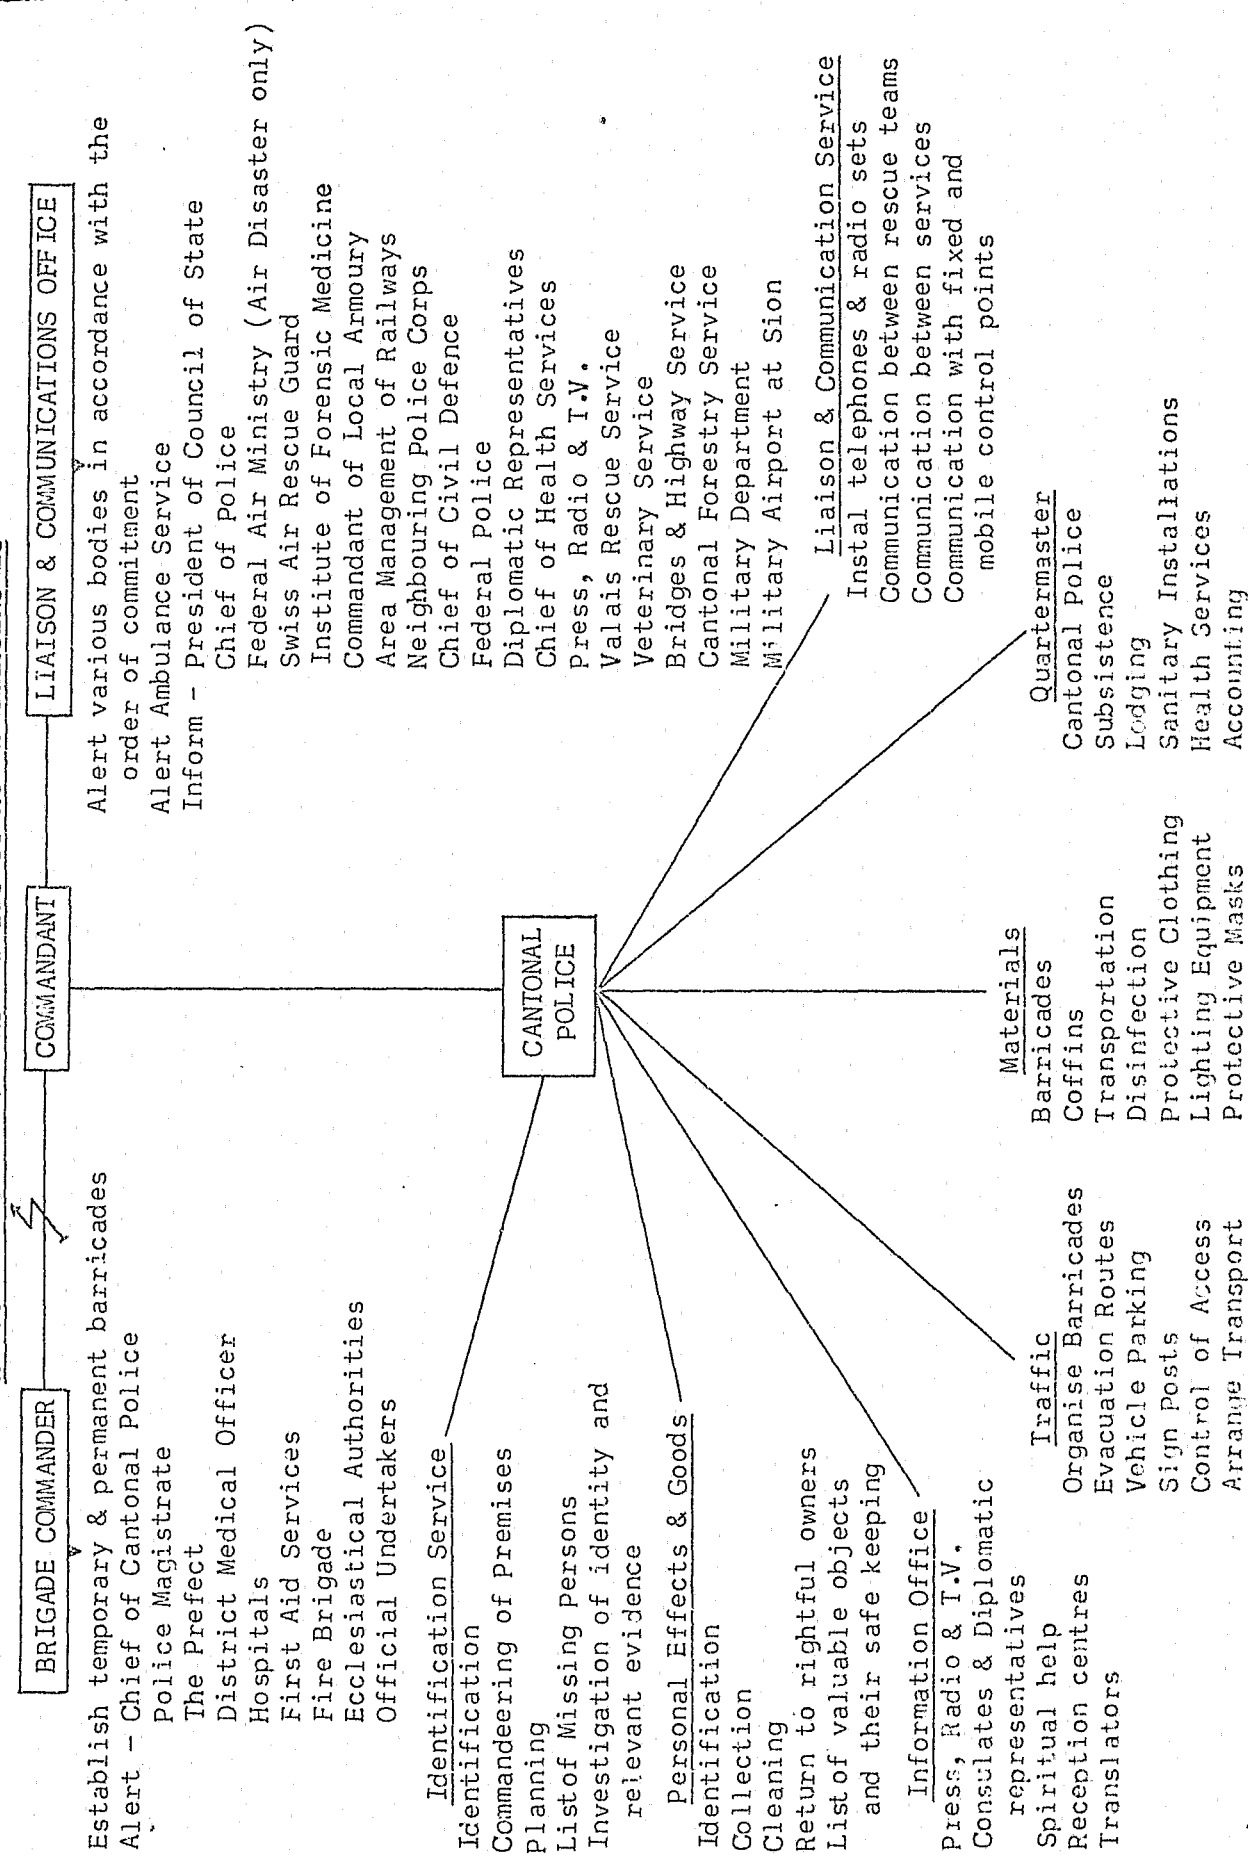 BRIGADE COMMANDER
COMMANDANT
LIAISON & COMMUNICATIONS OFFICE
Establish temporary & permanent barricades
Alert - Chief of Cantonal Police
Police Magistrate
The Prefect
District Medical Officer
Hospitals
First Aid Services
Fire Brigade
Ecclesiastical Authorities
Official Undertakers
Alert various bodies in accordance with the
order of commitment
Alert Ambulance Service
Inform - President of Council of State
Chief of Police
Federal Air Ministry (Air Disaster only)
Swiss Air Rescue Guard
Institute of Forensic Medicine
Commandant of Local Armoury
Area Management of Railways
Neighbouring Police Corps
Chief of Civil Defence
Federal Police
Diplomatic Representatives
Chief of Health Services
Press, Radio & T.V.
Valais Rescue Service
Veterinary Service
Bridges & Highway Service
Cantonal Forestry Service
Military Department
Military Airport at Sion
CANTONAL
POLICE
Identification Service
Identification
Commandeering of Premises
Planning
Listof Missing Persons
Investigation of identity and
relevant evidence
Personal Effects & Goods
Identification
Collection
Cleaning
Return to rightful owners
Listof valuable objects
and their safe keeping
Information Office
Press, Radio & T.V.
Consulates & Diplomatic
representatives
Spiritual help
Reception centres
Translators
Traffic
Organise Barricades
Evacuation Routes
Vehicle Parking
Sign Posts
Control of Access
Arrange Transport
Materials
Barricades
Coffins
Transportation
Disinfection
Protective Clothing
Lighting Equipment
Protective Masks
Quartermaster
Cantonal Police
Subsistence
Lodging
Sanitary Installations
Health Services
Accounting
Liaison & Communication Service
Instal telephones & radio sets
Communication between rescue teams
Communication between services
Communication with fixed and
mobile control points